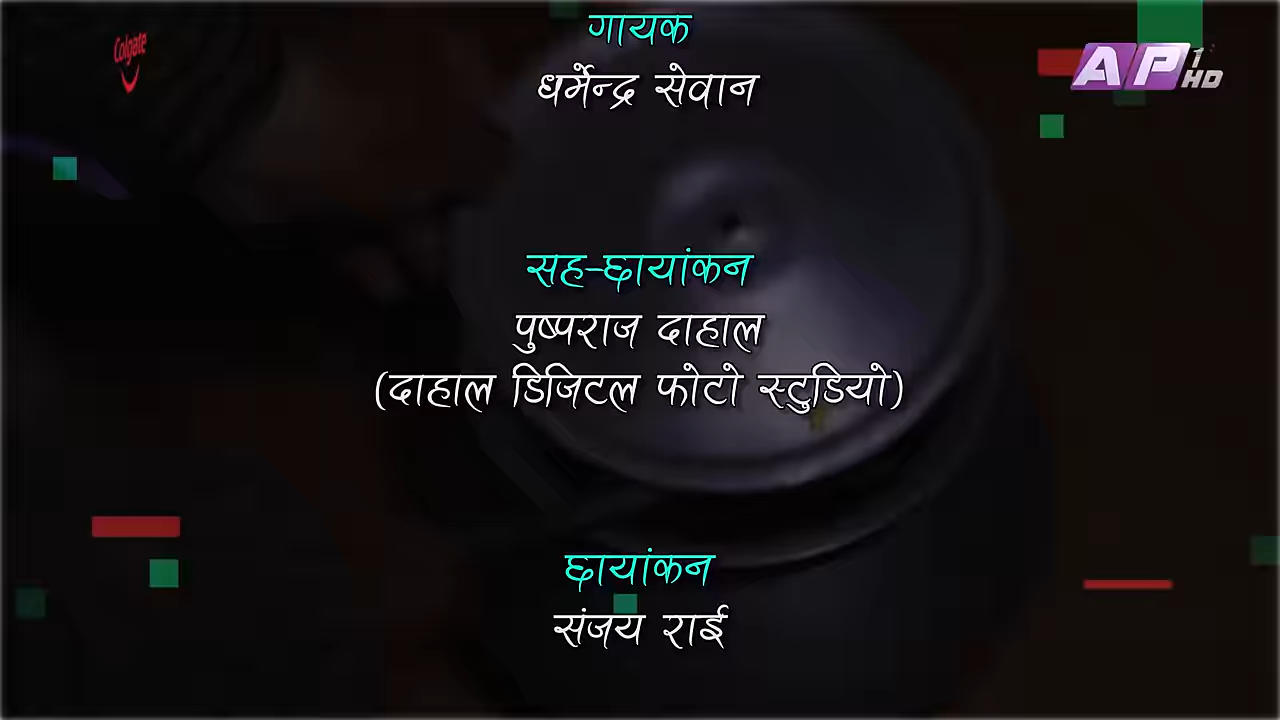 गायक
धर्मेन्द्र सेवान
Colgate
AP1 HD
सह-छायांकन
पुष्पराज दाहाल
(दाहाल डिजिटल फोटो स्टुडियो)
छायांकन
संजय राई